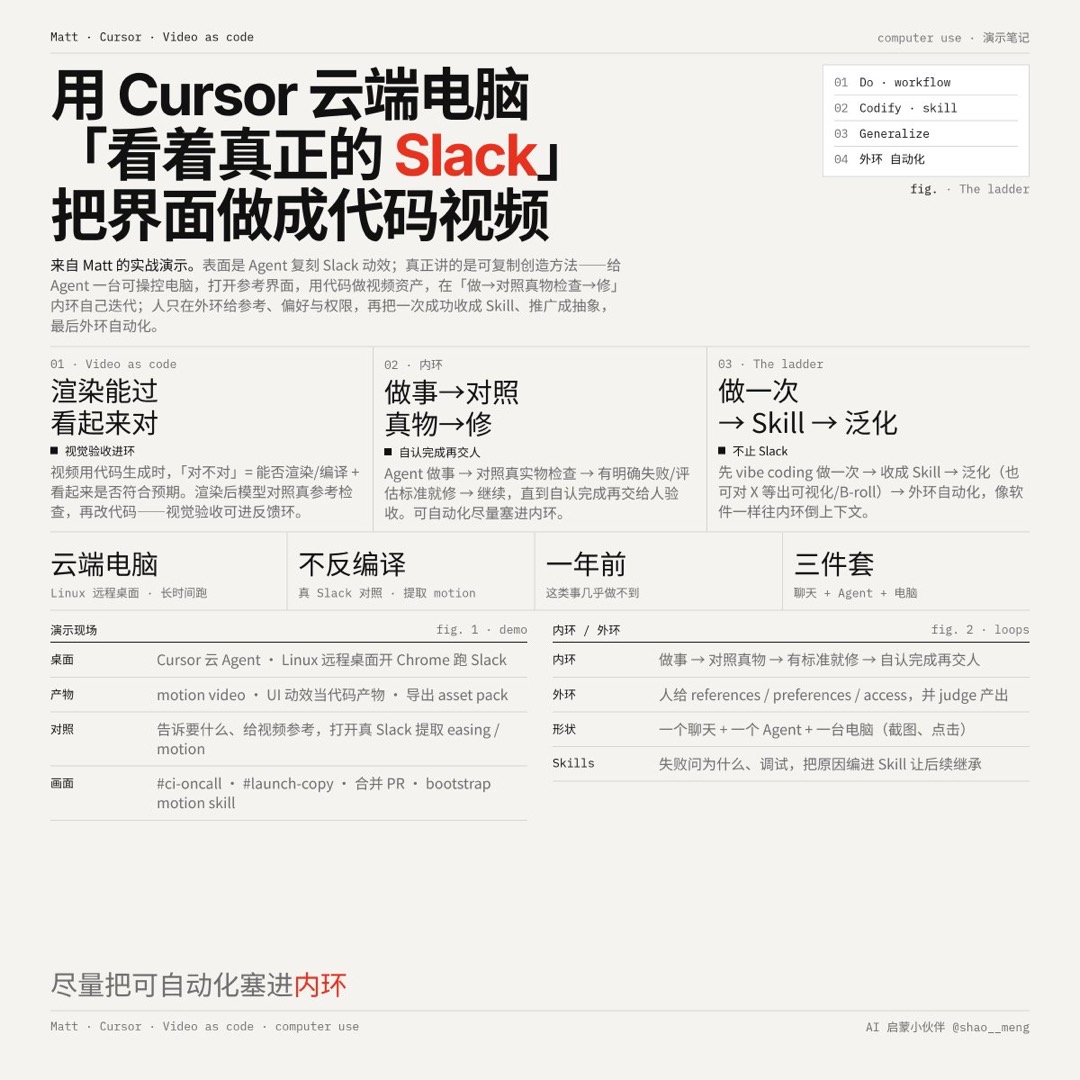 Matt · Cursor · Video as code
computer use · 演示笔记
用 Cursor 云端电脑
「看着真正的 Slack」
把界面做成代码视频
01 Do · workflow
02 Codify · skill
03 Generalize
04 外环 自动化
fig. · The ladder
来自 Matt 的实战演示。表面是 Agent 复刻 Slack 动效；真正讲的是可复制创造方法——给
Agent 一台可操控电脑，打开参考界面，用代码做视频资产，在「做→对照真物检查→修」
内环自己迭代；人只在外环给参考、偏好与权限，再把一次成功收成 Skill、推广成抽象，
最后外环自动化。
01 · Video as code
渲染能过
看起来对
■ 视觉验收进环
视频用代码生成时，「对不对」= 能否渲染/编译 +
看起来是否符合预期。渲染后模型对照真参考检
查，再改代码——视觉验收可进反馈环。
02 · 内环
做事→对照
真物→修
■ 自认完成再交人
Agent 做事 → 对照真实物检查 → 有明确失败/评
估标准就修 → 继续，直到自认完成再交给人验
收。可自动化尽量塞进内环。
03 · The ladder
做一次
→ Skill → 泛化
■ 不止 Slack
先 vibe coding 做一次 → 收成 Skill → 泛化（也
可对 X 等出可视化/B-roll）→ 外环自动化，像软
件一样往内环倒上下文。
云端电脑
Linux 远程桌面 · 长时间跑
不反编译
真 Slack 对照 · 提取 motion
一年前
这类事几乎做不到
三件套
聊天 + Agent + 电脑
演示现场
fig. 1 · demo
桌面 Cursor 云 Agent · Linux 远程桌面开 Chrome 跑 Slack
产物 motion video · UI 动效当代码产物 · 导出 asset pack
对照 告诉要什么、给视频参考，打开真 Slack 提取 easing /
motion
画面 #ci-oncall · #launch-copy · 合并 PR · bootstrap
motion skill
内环 / 外环
fig. 2 · loops
内环 做事 → 对照真物 → 有标准就修 → 自认完成再交人
外环 人给 references / preferences / access，并 judge 产出
形状 一个聊天 + 一个 Agent + 一台电脑（截图、点击）
Skills 失败问为什么、调试，把原因编进 Skill 让后续继承
尽量把可自动化塞进内环
Matt · Cursor · Video as code · computer use
AI 启蒙小伙伴 @shao__meng